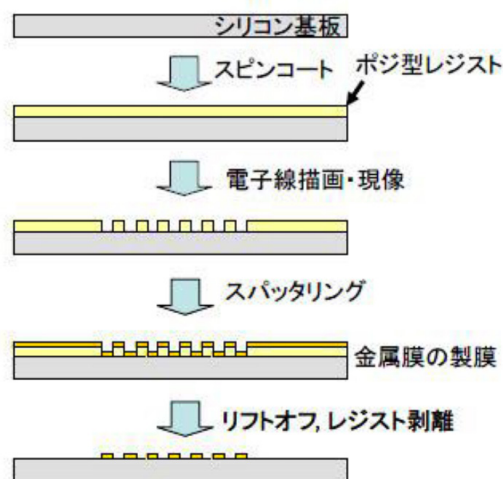 シリコン基板
スピンコート
ポジ型レジスト
電子線描画・現像
スパッタリング
金属膜の製膜
リフトオフ, レジスト剥離